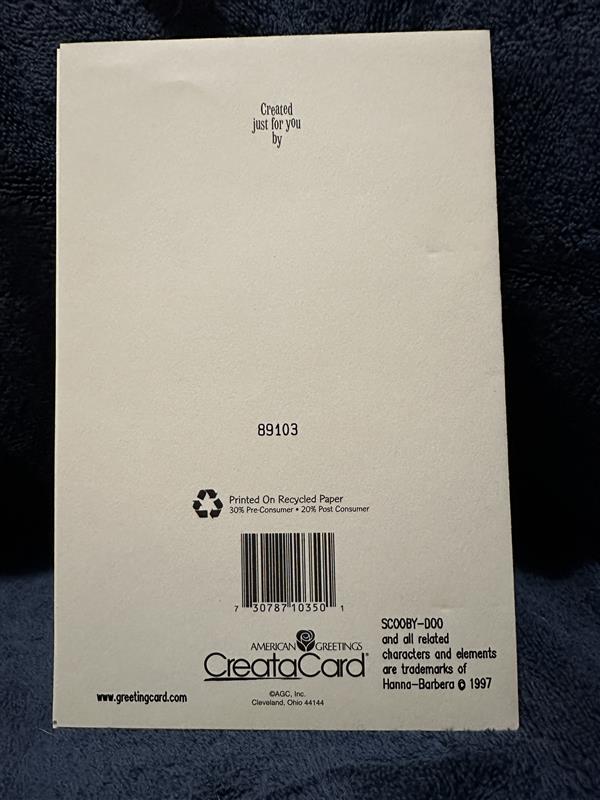 Created
just for you
by
89103
Printed On Recycled Paper
30% Pre-Consumer • 20% Post Consumer
7 30787 10350 1
AMERICAN GREETINGS
CreataCard®
©AGC, Inc.
Cleveland, Ohio 44144
www.greetingcard.com
SCOOBY-DOO
and all related
characters and elements
are trademarks of
Hanna-Barbera © 1997